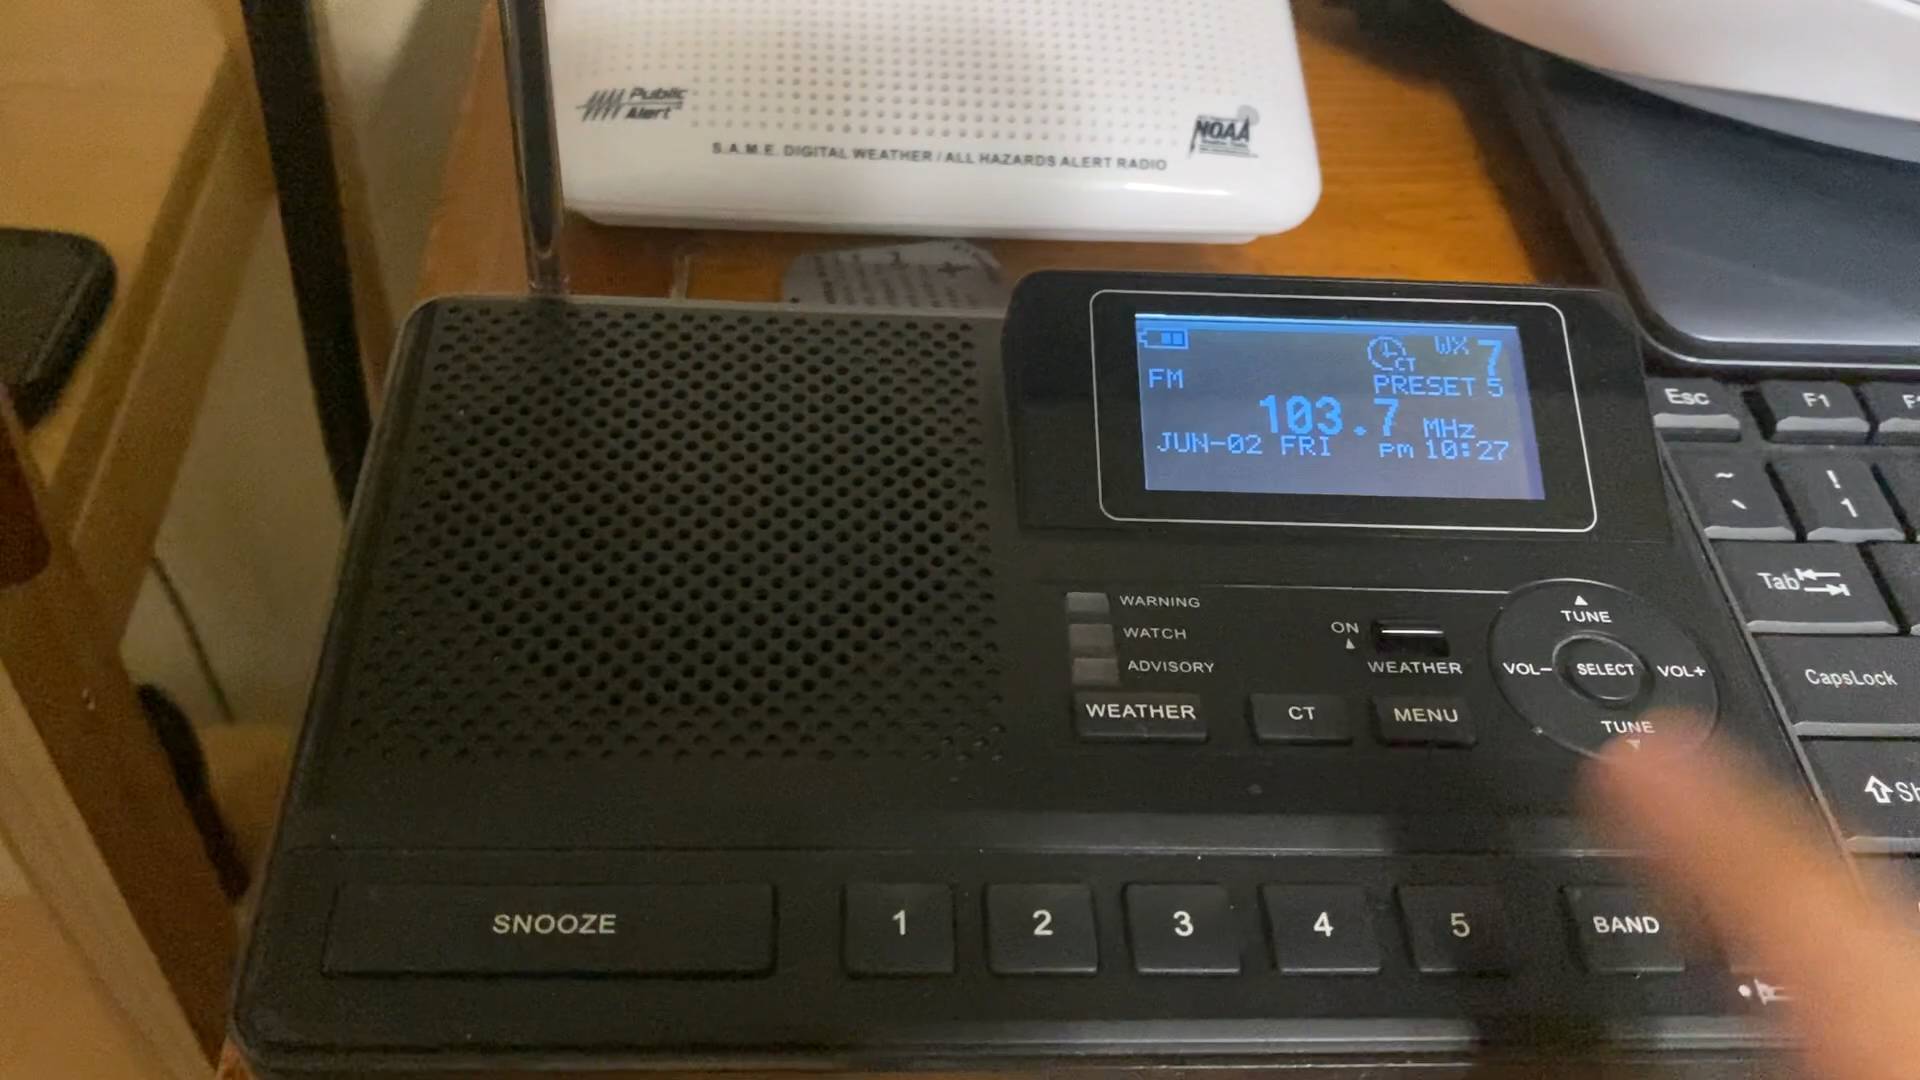 Public
Alert
NOAA
S.A.M.E. DIGITAL WEATHER / ALL HAZARDS ALERT RADIO
WX 7
CT
FM
PRESET 5
103.7 MHz
JUN-02 FRI pm 10:27
WARNING
WATCH
ADVISORY
ON
WEATHER
WEATHER
CT
MENU
TUNE
VOL-
SELECT
VOL+
TUNE
SNOOZE
1
2
3
4
5
BAND
Esc
F1
~
`
!
1
Tab
CapsLock